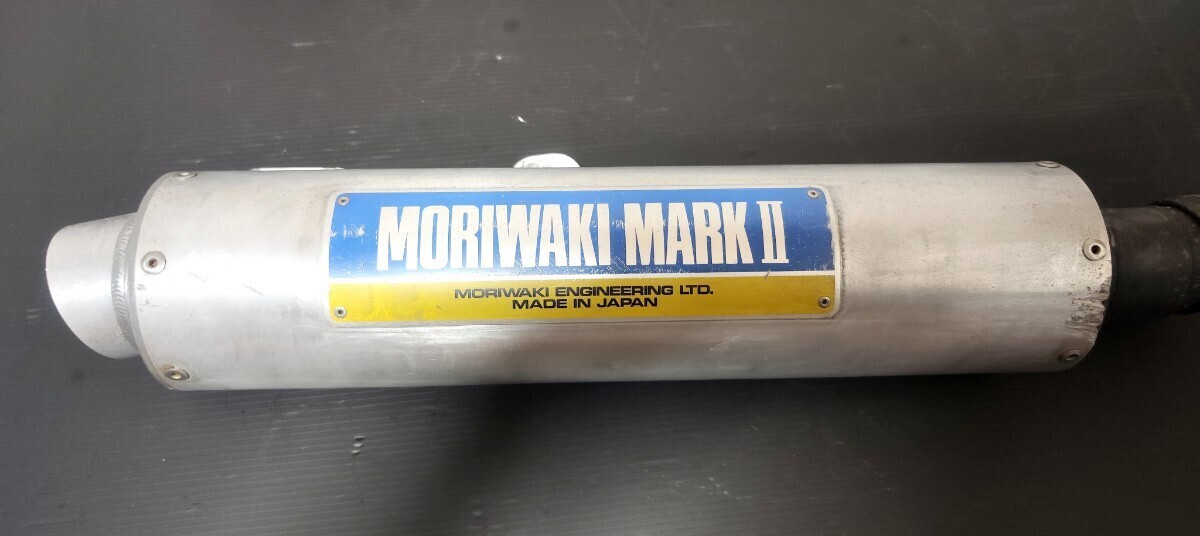 MORIWAKI MARK II
MORIWAKI ENGINEERING LTD.
MADE IN JAPAN